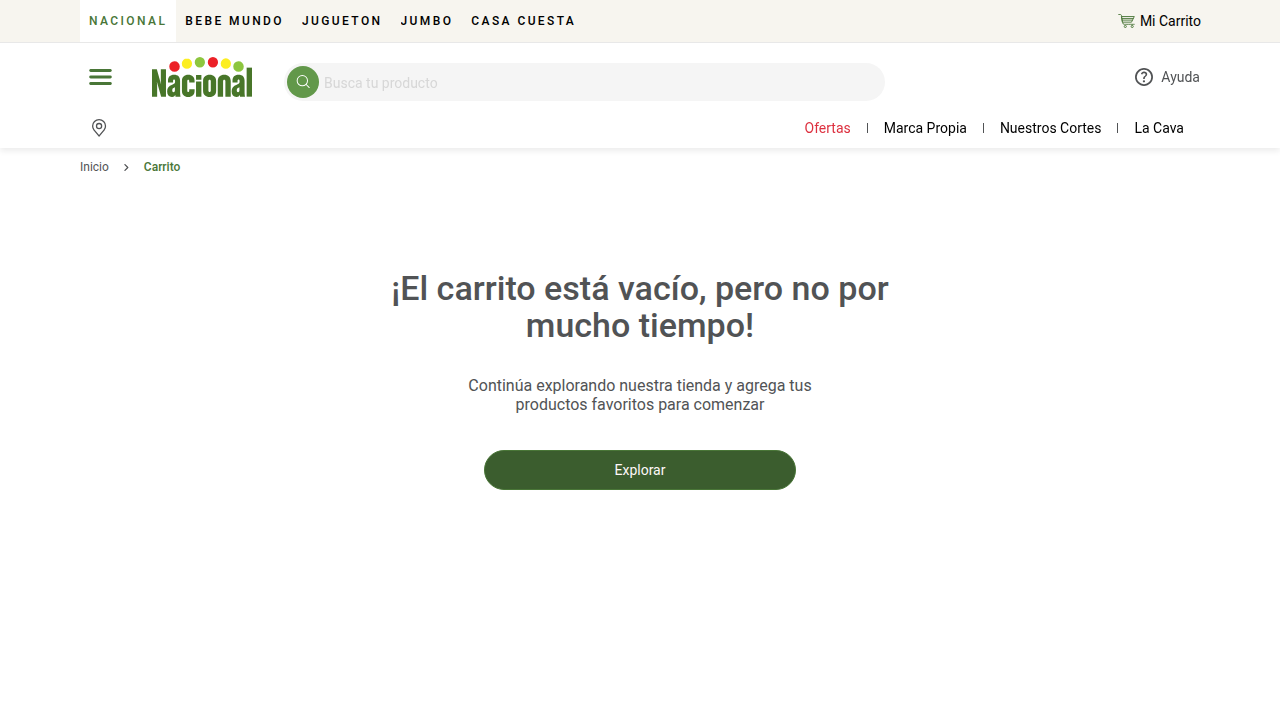 NACIONAL BEBE MUNDO JUGUETON JUMBO CASA CUESTA Mi Carrito
Nacional Busca tu producto Ayuda
Ofertas Marca Propia Nuestros Cortes La Cava
Inicio Carrito
¡El carrito está vacío, pero no por
mucho tiempo!
Continúa explorando nuestra tienda y agrega tus
productos favoritos para comenzar
Explorar